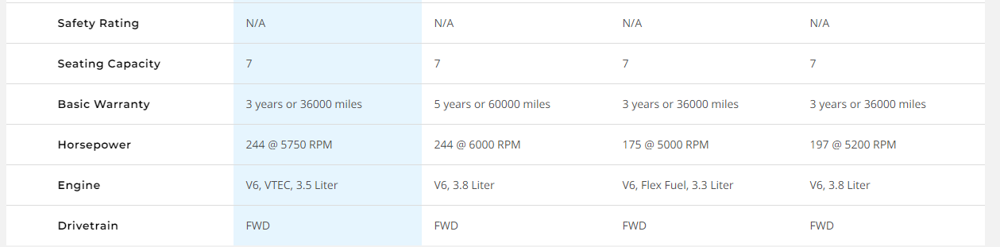 Safety Rating N/A N/A N/A N/A
Seating Capacity 7 7 7 7
Basic Warranty 3 years or 36000 miles 5 years or 60000 miles 3 years or 36000 miles 3 years or 36000 miles
Horsepower 244 @ 5750 RPM 244 @ 6000 RPM 175 @ 5000 RPM 197 @ 5200 RPM
Engine V6, VTEC, 3.5 Liter V6, 3.8 Liter V6, Flex Fuel, 3.3 Liter V6, 3.8 Liter
Drivetrain FWD FWD FWD FWD